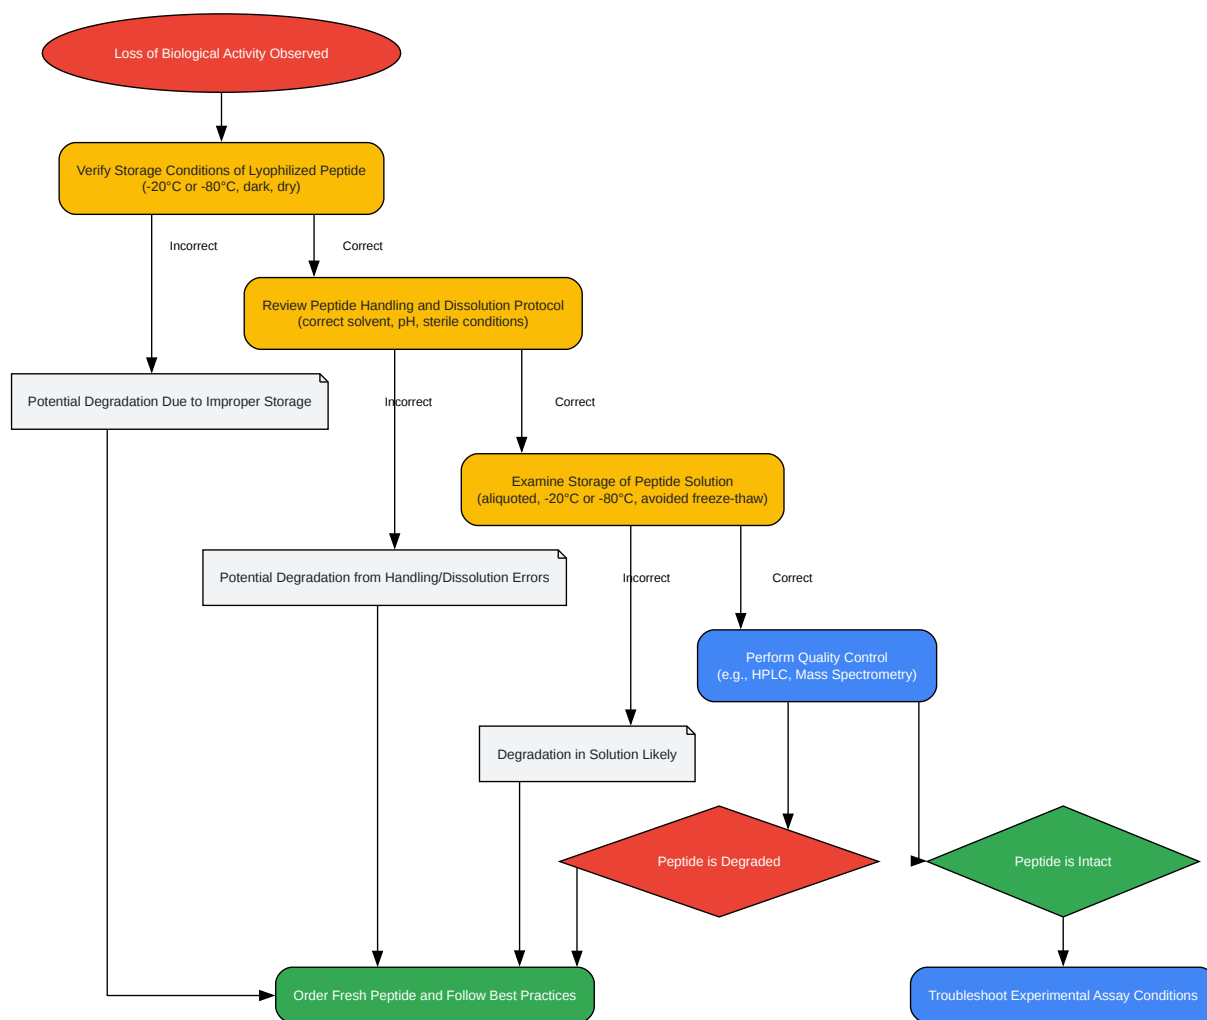 Loss of Biological Activity Observed
Verify Storage Conditions of Lyophilized Peptide
(-20°C or -80°C, dark, dry)
Incorrect
Correct
Review Peptide Handling and Dissolution Protocol
(correct solvent, pH, sterile conditions)
Potential Degradation Due to Improper Storage
Incorrect
Correct
Examine Storage of Peptide Solution
(aliquoted, -20°C or -80°C, avoided freeze-thaw)
Potential Degradation from Handling/Dissolution Errors
Incorrect
Correct
Perform Quality Control
(e.g., HPLC, Mass Spectrometry)
Degradation in Solution Likely
Peptide is Degraded
Peptide is Intact
Order Fresh Peptide and Follow Best Practices
Troubleshoot Experimental Assay Conditions